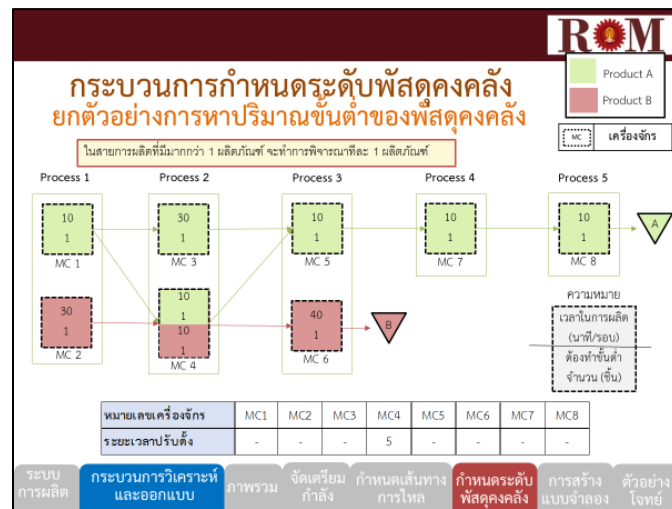 ROM
Product A
Product B
MC เครื่องจักร
กระบวนการกำหนดระดับพัสดุคงคลัง
ยกตัวอย่างการหาปริมาณขั้นต่ำของพัสดุคงคลัง
ในสายการผลิตที่มีมากกว่า 1 ผลิตภัณฑ์ จะทำการพิจารณาทีละ 1 ผลิตภัณฑ์
Process 1 Process 2 Process 3 Process 4 Process 5
10 30 10 10 10
1 1 1 1 1
A
MC 1 MC 3 MC 5 MC 7 MC 8
30 10 40
1 1 1
10
1
B
MC 2 MC 4 MC 6
ความหมาย
เวลาในการผลิต
(นาที/รอบ)
ต้องทำขั้นต่ำ
จำนวน (ชิ้น)
หมายเลขเครื่องจักร MC1 MC2 MC3 MC4 MC5 MC6 MC7 MC8
ระยะเวลาปรับตั้ง - - - 5 - - - -
ระบบการผลิต
กระบวนการวิเคราะห์และออกแบบ
ภาพรวม
จัดเตรียมกำลัง
กำหนดเส้นทางการไหล
กำหนดระดับพัสดุคงคลัง
การสร้างแบบจำลอง
ตัวอย่างโจทย์